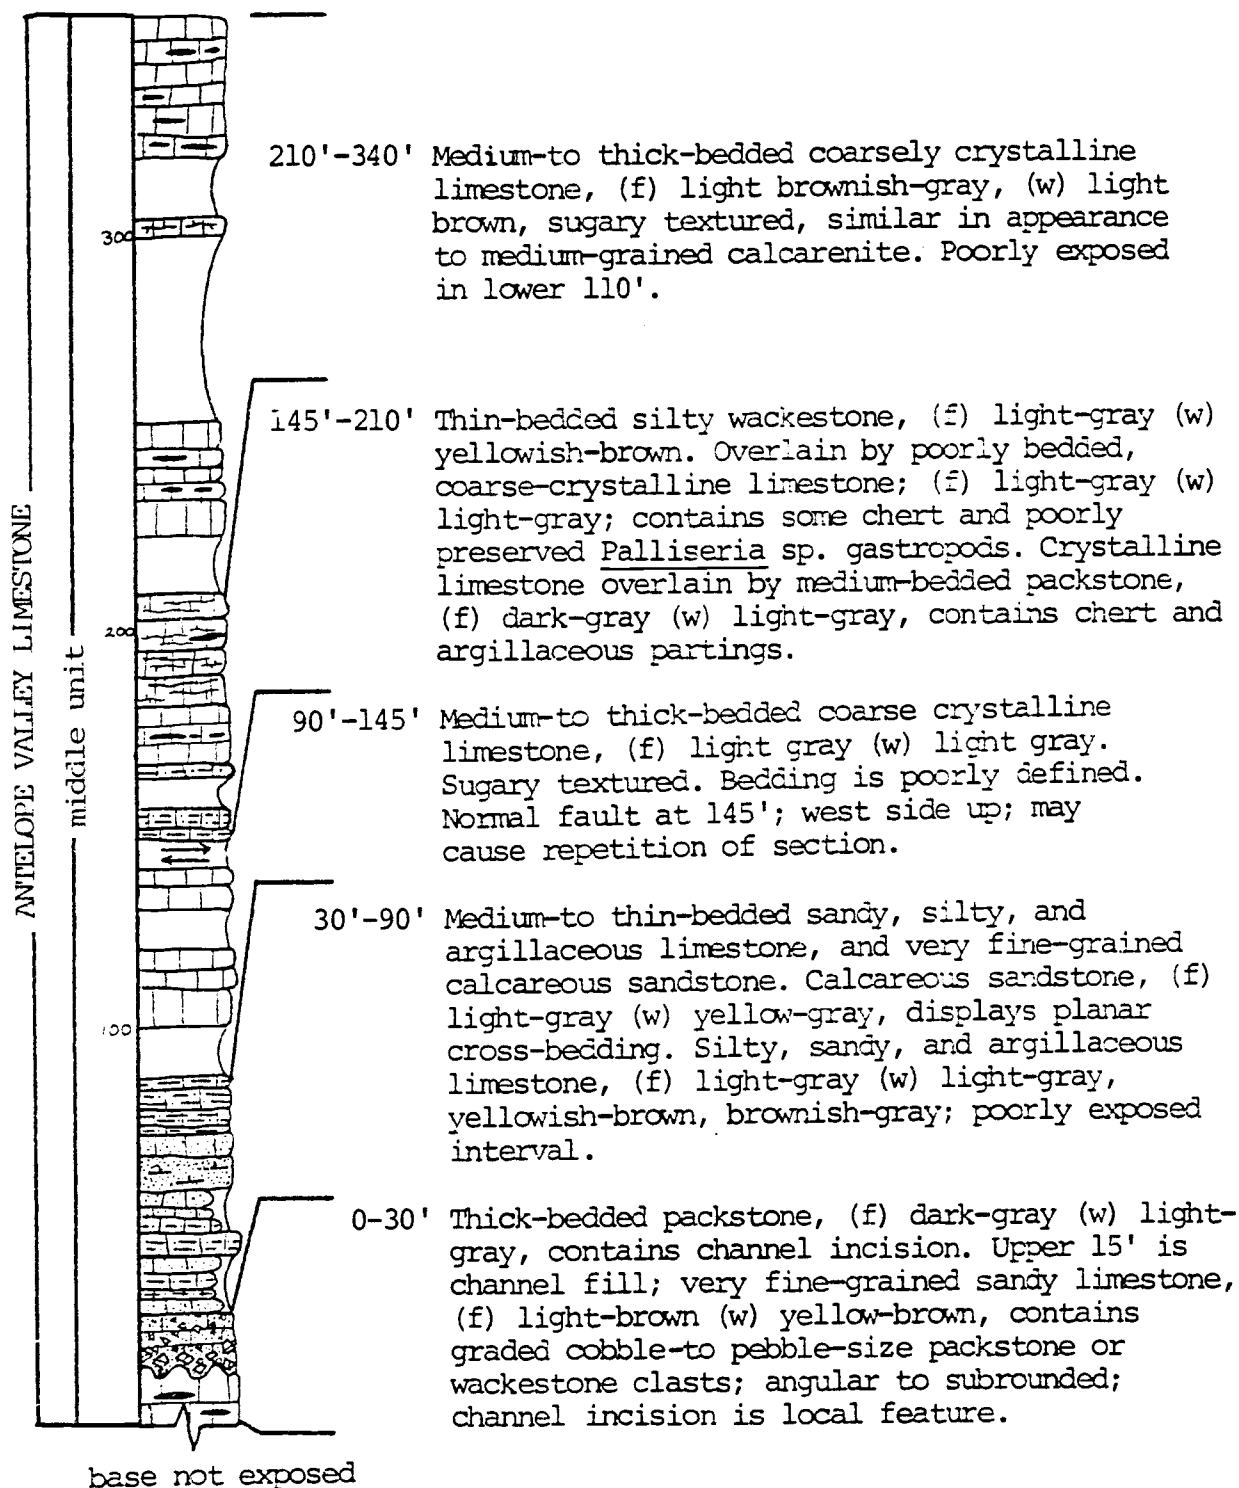 210'-340' Medium-to thick-bedded coarsely crystalline
limestone, (f) light brownish-gray, (w) light
brown, sugary textured, similar in appearance
to medium-grained calcarenite. Poorly exposed
in lower 110'.
145'-210' Thin-bedded silty wackestone, (f) light-gray (w)
yellowish-brown. Overlain by poorly bedded,
coarse-crystalline limestone; (f) light-gray (w)
light-gray; contains some chert and poorly
preserved Palliseria sp. gastropods. Crystalline
limestone overlain by medium-bedded packstone,
(f) dark-gray (w) light-gray, contains chert and
argillaceous partings.
90'-145' Medium-to thick-bedded coarse crystalline
limestone, (f) light gray (w) light gray.
Sugary textured. Bedding is poorly defined.
Normal fault at 145'; west side up; may
cause repetition of section.
30'-90' Medium-to thin-bedded sandy, silty, and
argillaceous limestone, and very fine-grained
calcareous sandstone. Calcareous sandstone, (f)
light-gray (w) yellow-gray, displays planar
cross-bedding. Silty, sandy, and argillaceous
limestone, (f) light-gray (w) light-gray,
yellowish-brown, brownish-gray; poorly exposed
interval.
0-30' Thick-bedded packstone, (f) dark-gray (w) light-
gray, contains channel incision. Upper 15' is
channel fill; very fine-grained sandy limestone,
(f) light-brown (w) yellow-brown, contains
graded cobble-to pebble-size packstone or
wackestone clasts; angular to subrounded;
channel incision is local feature.
ANTELOPE VALLEY LIMESTONE
middle unit
300
200
100
base not exposed